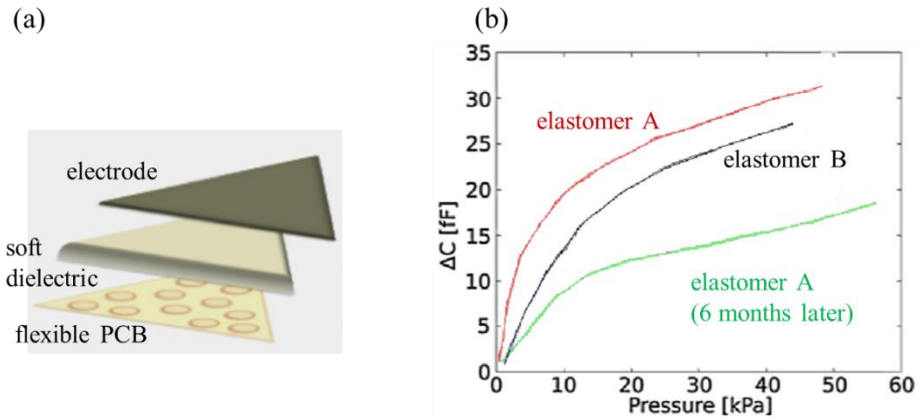 (a)
electrode
soft
dielectric
flexible PCB
(b)
35
30
25
20
15
10
5
0
ΔC [fF]
elastomer A
elastomer B
elastomer A
(6 months later)
0 10 20 30 40 50 60
Pressure [kPa]